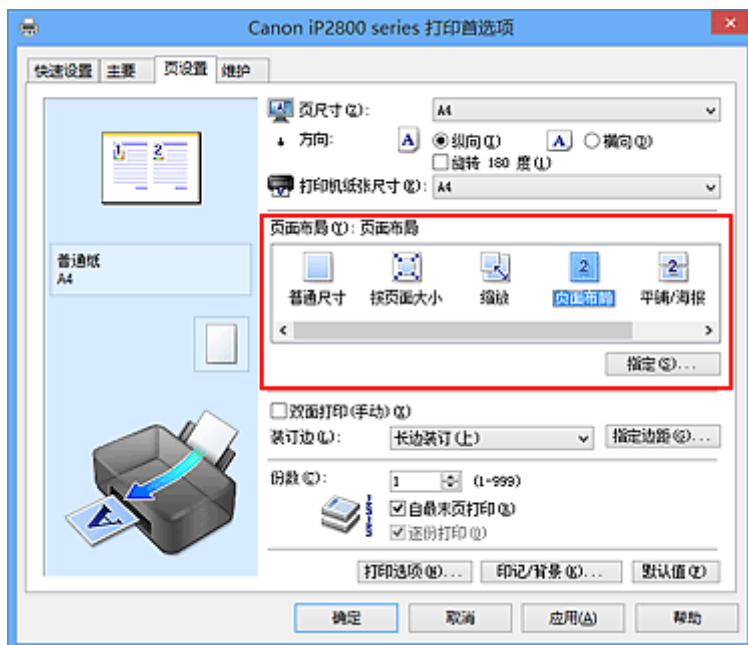 Canon iP2800 series 打印首选项
快速设置 主要 页设置 维护
页尺寸(Z): A4
方向: A 纵向(T) A 横向(D)
旋转 180 度(L)
打印机纸张尺寸(R): A4
1 2
页面布局(Y): 页面布局
普通纸
A4
2 2
普通尺寸 按页面大小 缩放 页面布局 平铺/海报
指定(S)...
双面打印(手动)(X)
装订边(L): 长边装订(上) 指定边距(G)...
份数(C): 1 (1-999)
自最末页打印(R)
逐份打印(O)
打印选项(N)... 印记/背景(K)... 默认值(F)
确定 取消 应用(A) 帮助